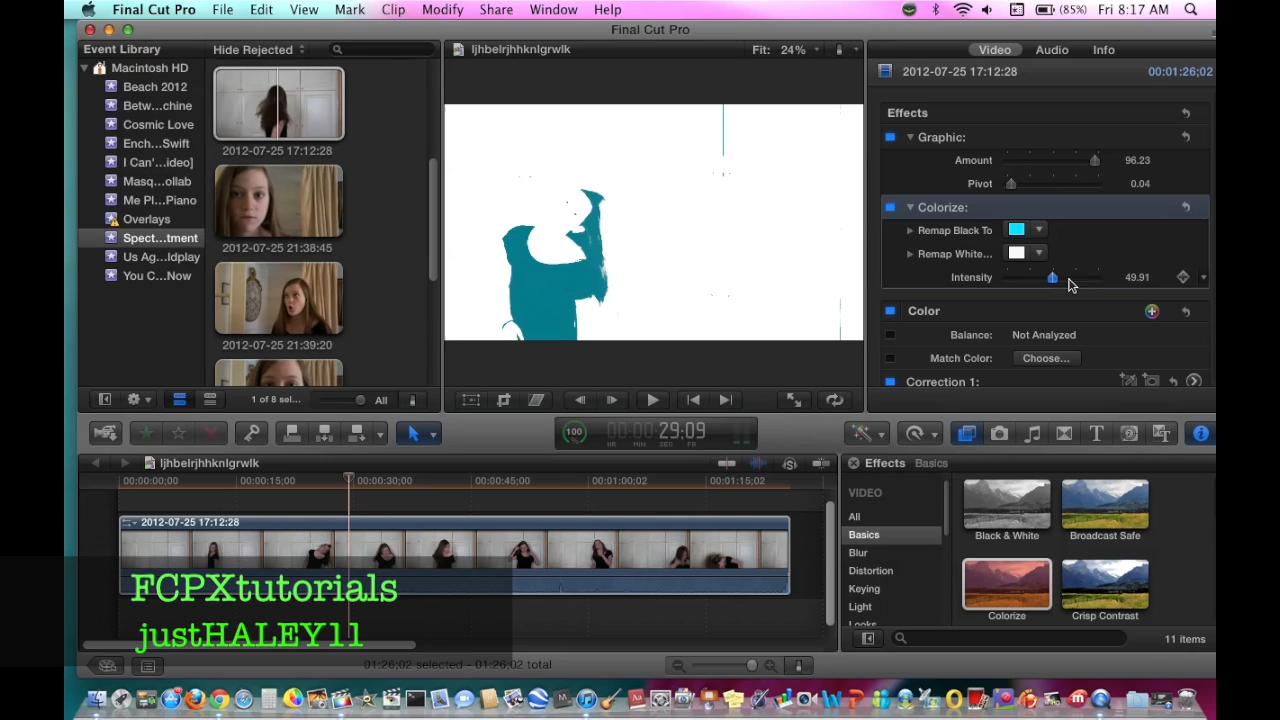 Final Cut Pro File Edit View Mark Clip Modify Share Window Help (85%) Fri 8:17 AM
Final Cut Pro
Event Library
Hide Rejected
ljhbelrjhhknlgrwlk
Fit: 24%
Video Audio Info
Macintosh HD
Beach 2012
Betw...chine
Cosmic Love
Ench...Swift
I Can'...ideo]
Masq...ollab
Me Pl...Piano
Overlays
Spect...tment
Us Ag...ldplay
You C...Now
2012-07-25 17:12:28
2012-07-25 21:38:45
2012-07-25 21:39:20
2012-07-25 17:12:28 00:01:26;02
Effects
Graphic:
Amount 96.23
Pivot 0.04
Colorize:
Remap Black To
Remap White...
Intensity 49.91
Color
Balance: Not Analyzed
Match Color: Choose...
Correction 1:
1 of 8 sel... All
100 00:00:29:09
HR MIN SEC FR
ljhbelrjhhknlgrwlk
00:00:00;00 00:00:15;00 00:00:30;00 00:00:45;00 00:01:00;02 00:01:15;02
2012-07-25 17:12:28
FCPXtutorials
justHALEY11
01:26;02 selected - 01:26;02 total
Effects Basics
VIDEO
All
Basics
Blur
Distortion
Keying
Light
Looks
Black & White
Broadcast Safe
Colorize
Crisp Contrast
11 items